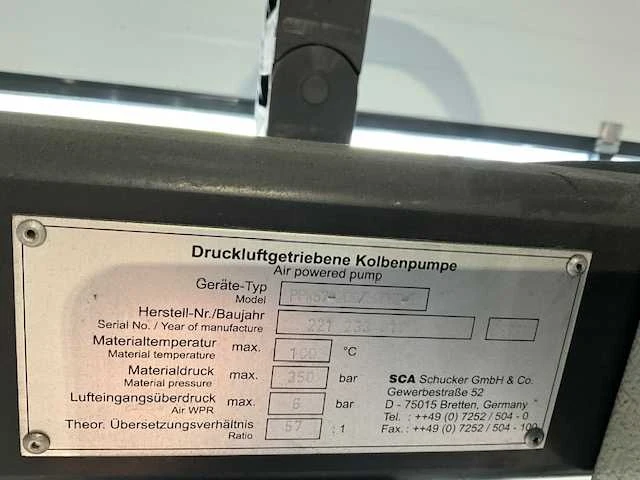 Druckluftgetriebene Kolbenpumpe
Air powered pump
Geräte-Typ
Model
Herstell-Nr./Baujahr
Serial No. / Year of manufacture
221 233
Materialtemperatur max. 100 °C
Material temperature
Materialdruck max. 350 bar
Material pressure
Lufteingangsüberdruck max. 6 bar
Air WPR
Theor. Übersetzungsverhältnis 57 : 1
Ratio
SCA Schucker GmbH & Co.
Gewerbestraße 52
D - 75015 Bretten, Germany
Tel. : ++49 (0) 7252 / 504 - 0
Fax. : ++49 (0) 7252 / 504 - 100